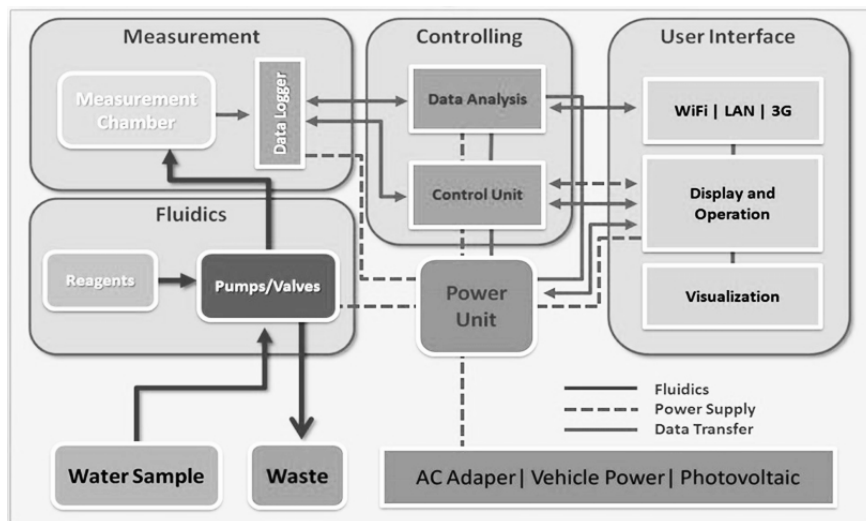 Measurement
Measurement
Chamber
Data Logger
Controlling
Data Analysis
Control Unit
User Interface
WiFi | LAN | 3G
Display and
Operation
Visualization
Fluidics
Reagents
Pumps/Valves
Power
Unit
Fluidics
Power Supply
Data Transfer
Water Sample
Waste
AC Adaper| Vehicle Power| Photovoltaic